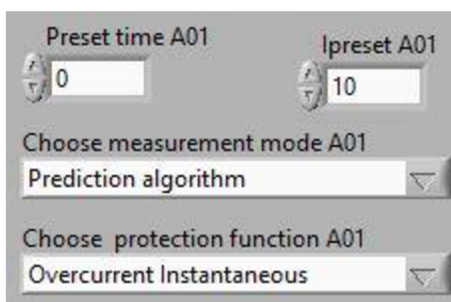 Preset time A01
Ipreset A01
0
10
Choose measurement mode A01
Prediction algorithm
Choose protection function A01
Overcurrent Instantaneous